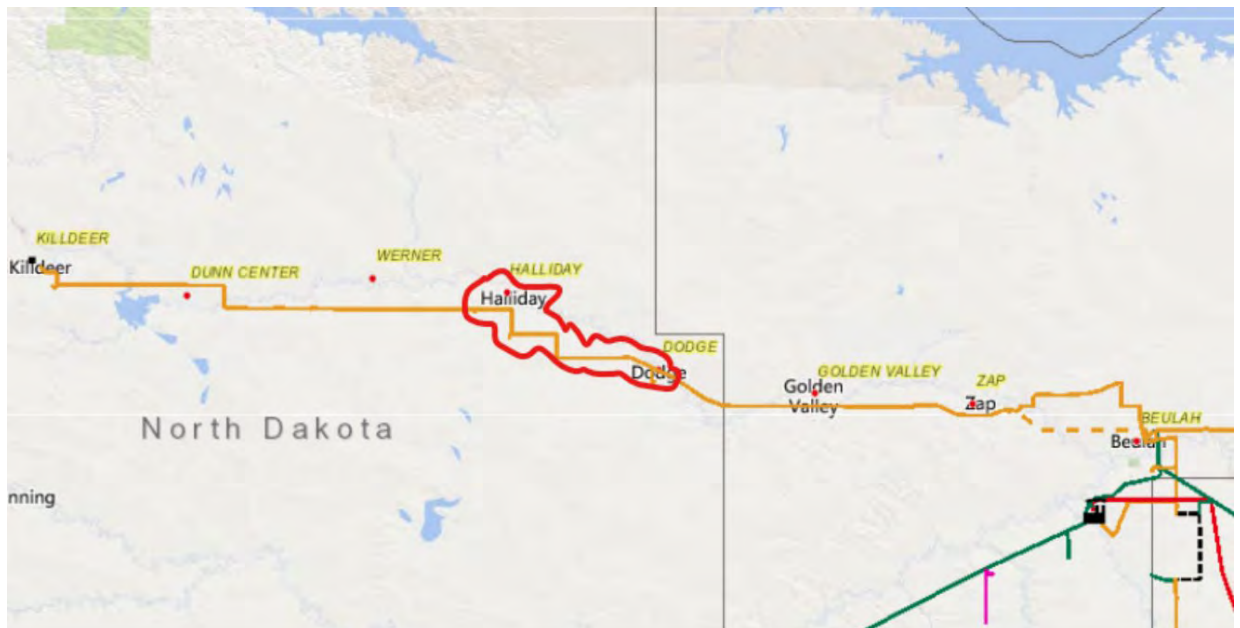 KILLDEER
Killdeer
DUNN CENTER
WERNER
HALLIDAY
Halliday
DODGE
Dodge
GOLDEN VALLEY
Golden
Valley
ZAP
Zap
BEULAH
Beulah
North Dakota
nning